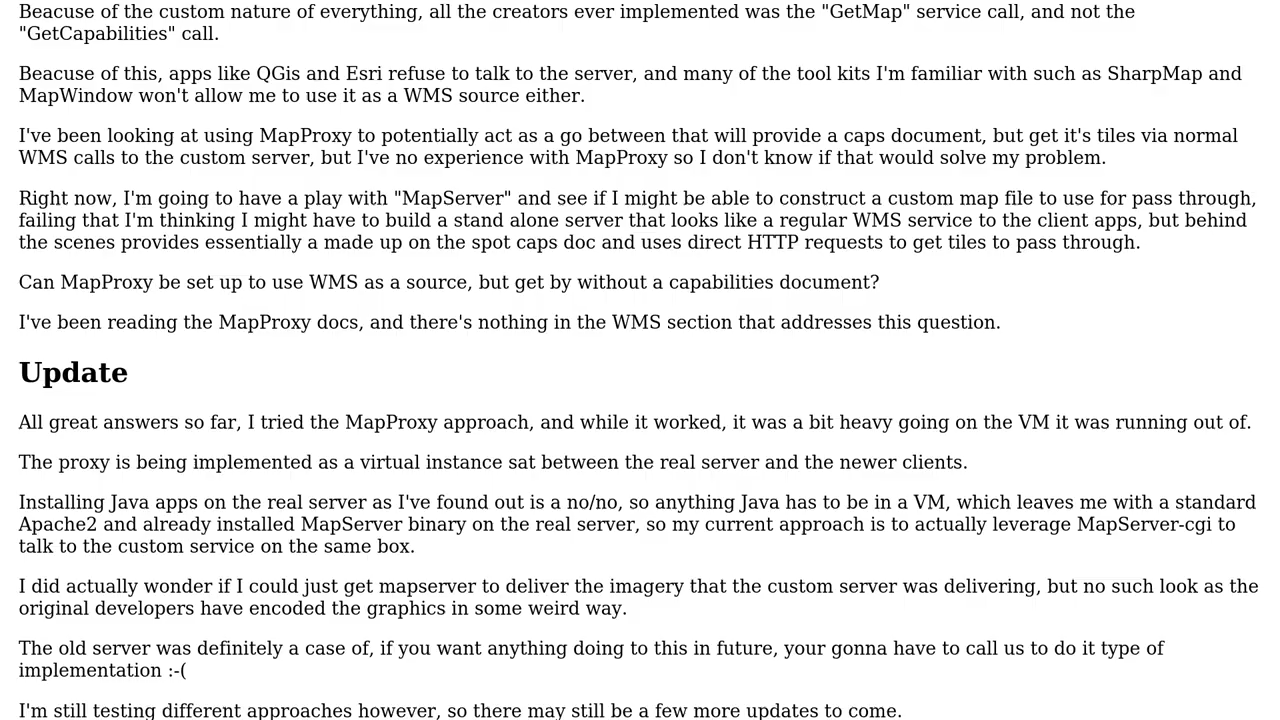 Beacuse of the custom nature of everything, all the creators ever implemented was the "GetMap" service call, and not the
"GetCapabilities" call.
Beacuse of this, apps like QGis and Esri refuse to talk to the server, and many of the tool kits I'm familiar with such as SharpMap and
MapWindow won't allow me to use it as a WMS source either.
I've been looking at using MapProxy to potentially act as a go between that will provide a caps document, but get it's tiles via normal
WMS calls to the custom server, but I've no experience with MapProxy so I don't know if that would solve my problem.
Right now, I'm going to have a play with "MapServer" and see if I might be able to construct a custom map file to use for pass through,
failing that I'm thinking I might have to build a stand alone server that looks like a regular WMS service to the client apps, but behind
the scenes provides essentially a made up on the spot caps doc and uses direct HTTP requests to get tiles to pass through.
Can MapProxy be set up to use WMS as a source, but get by without a capabilities document?
I've been reading the MapProxy docs, and there's nothing in the WMS section that addresses this question.
Update
All great answers so far, I tried the MapProxy approach, and while it worked, it was a bit heavy going on the VM it was running out of.
The proxy is being implemented as a virtual instance sat between the real server and the newer clients.
Installing Java apps on the real server as I've found out is a no/no, so anything Java has to be in a VM, which leaves me with a standard
Apache2 and already installed MapServer binary on the real server, so my current approach is to actually leverage MapServer-cgi to
talk to the custom service on the same box.
I did actually wonder if I could just get mapserver to deliver the imagery that the custom server was delivering, but no such look as the
original developers have encoded the graphics in some weird way.
The old server was definitely a case of, if you want anything doing to this in future, your gonna have to call us to do it type of
implementation :-(
I'm still testing different approaches however, so there may still be a few more updates to come.